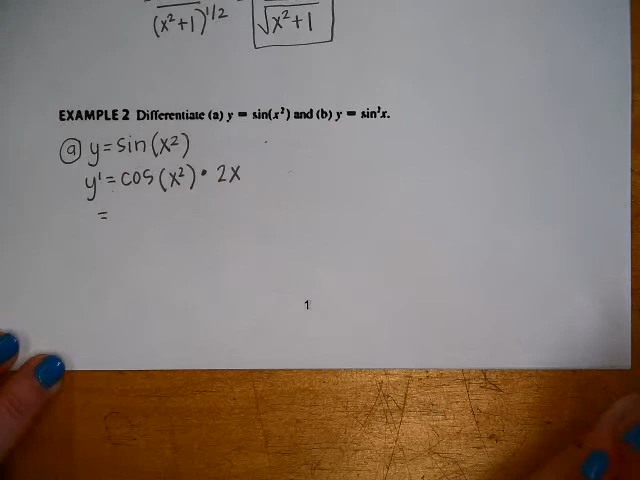 (x²+1)^1/2 = √x²+1
EXAMPLE 2 Differentiate (a) y = sin(x²) and (b) y = sin²x.
ⓐ y = sin(x²)
y' = cos(x²) • 2x
=
1